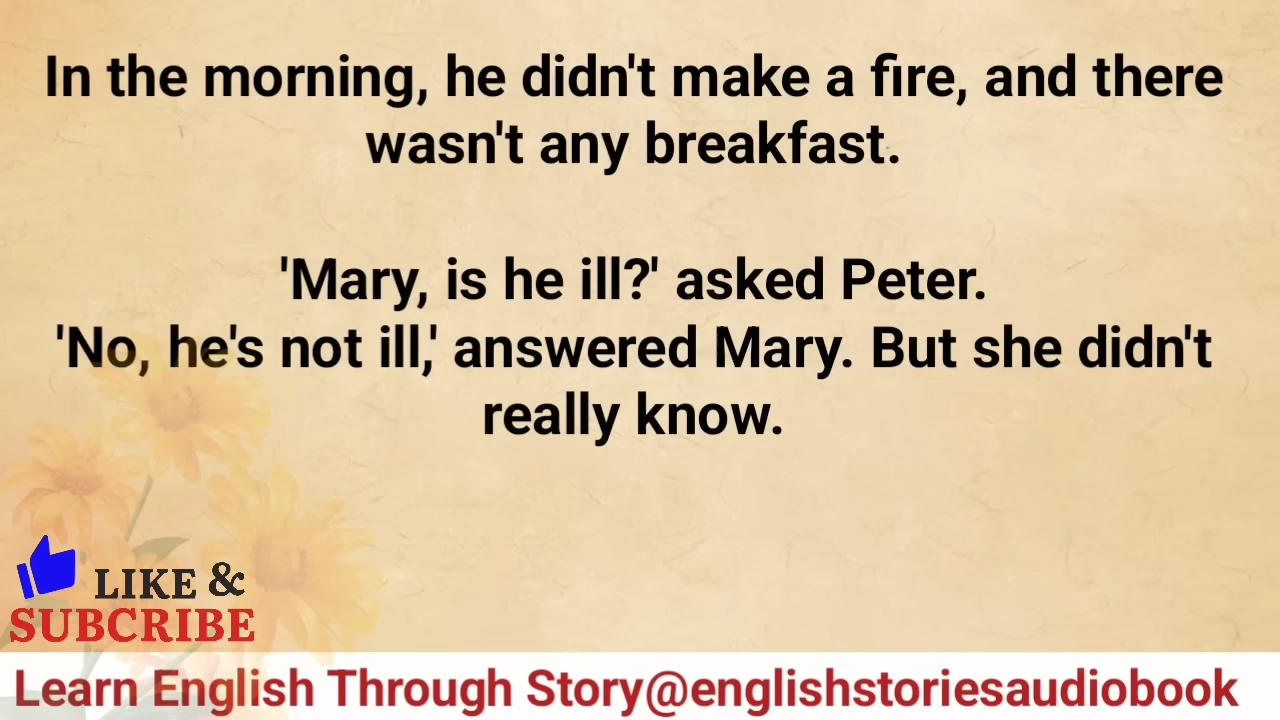 In the morning, he didn't make a fire, and there
wasn't any breakfast.
'Mary, is he ill?' asked Peter.
'No, he's not ill,' answered Mary. But she didn't
really know.
LIKE &
SUBCRIBE
Learn English Through Story@englishstoriesaudiobook